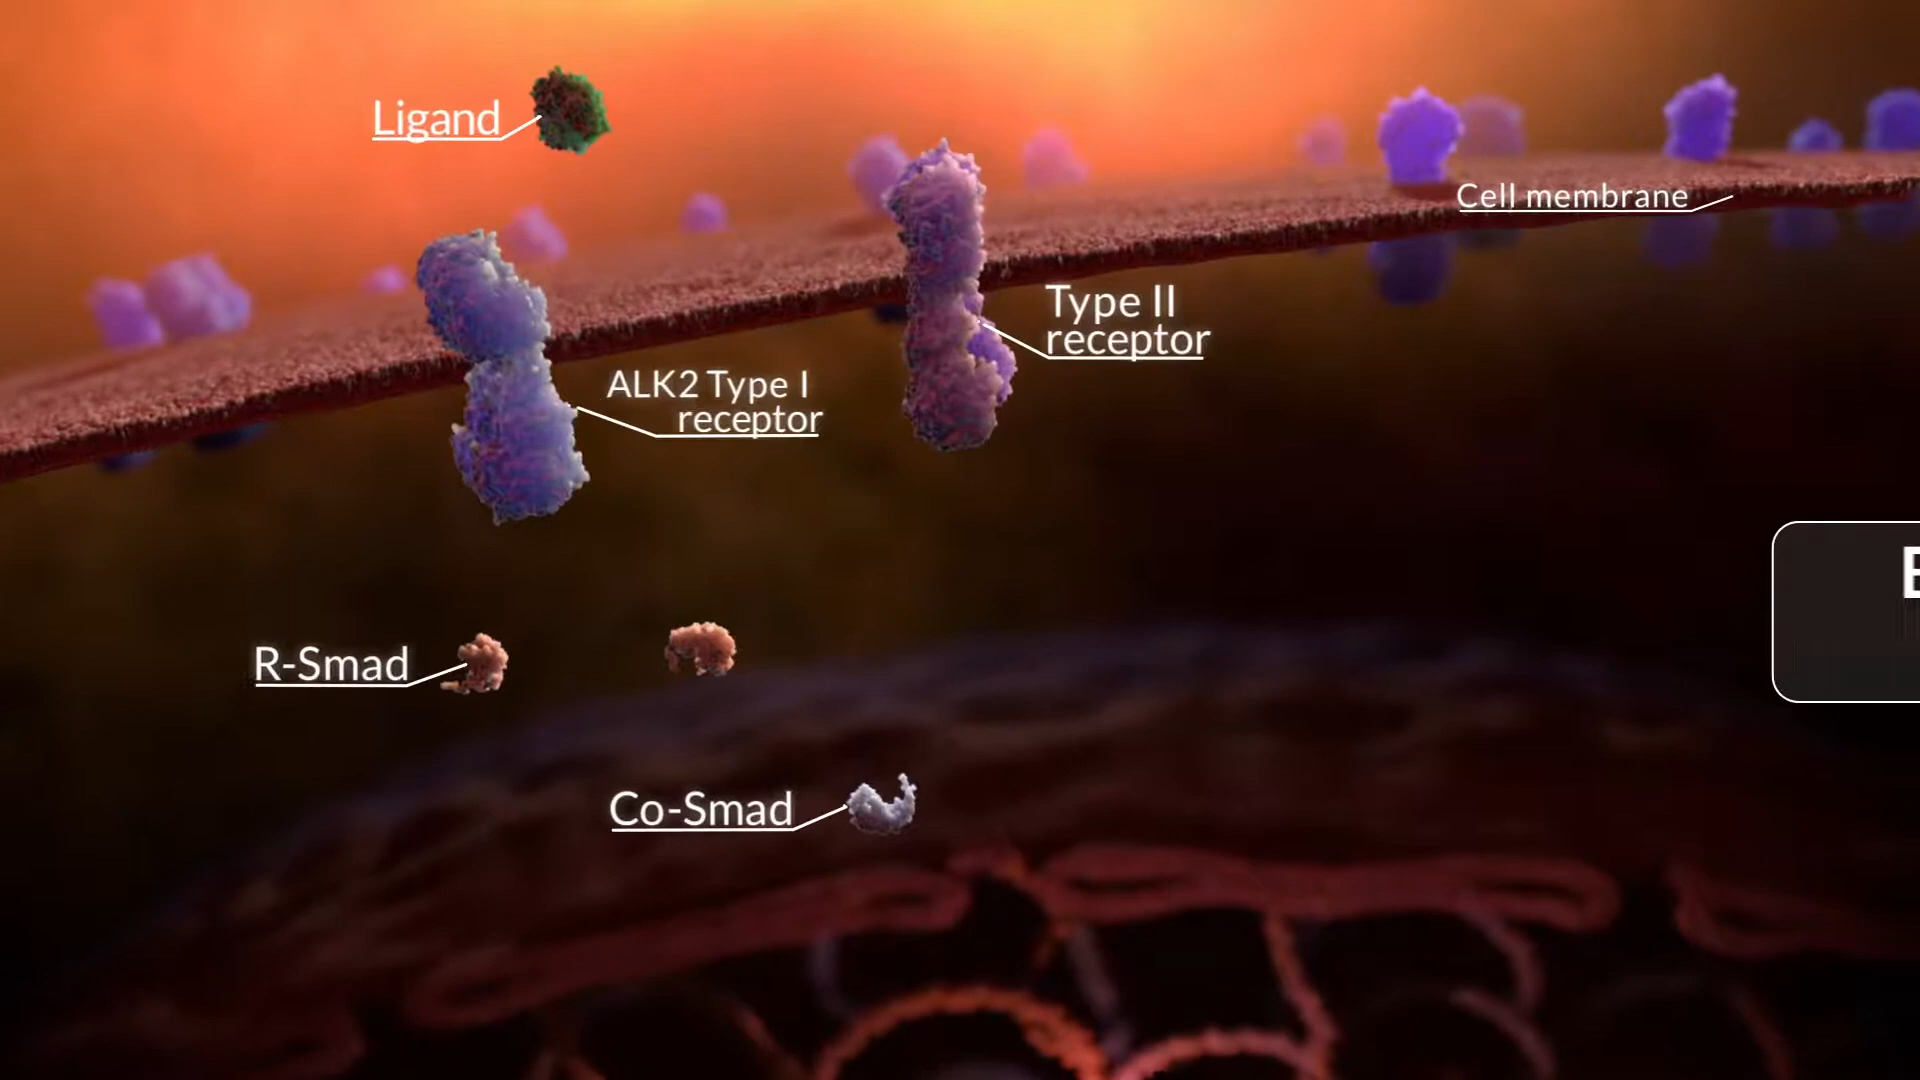 Ligand
Cell membrane
Type II
receptor
ALK2 Type I
receptor
R-Smad
Co-Smad